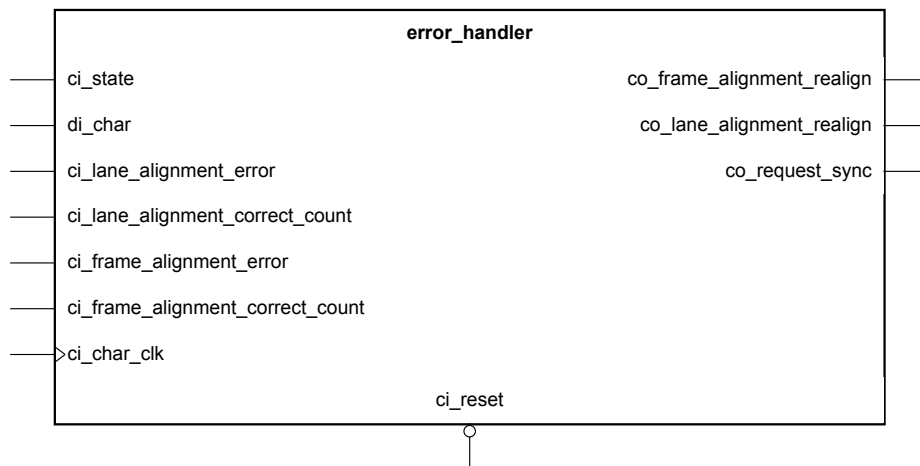 error_handler
ci_state
co_frame_alignment_realign
di_char
co_lane_alignment_realign
ci_lane_alignment_error
co_request_sync
ci_lane_alignment_correct_count
ci_frame_alignment_error
ci_frame_alignment_correct_count
ci_char_clk
ci_reset